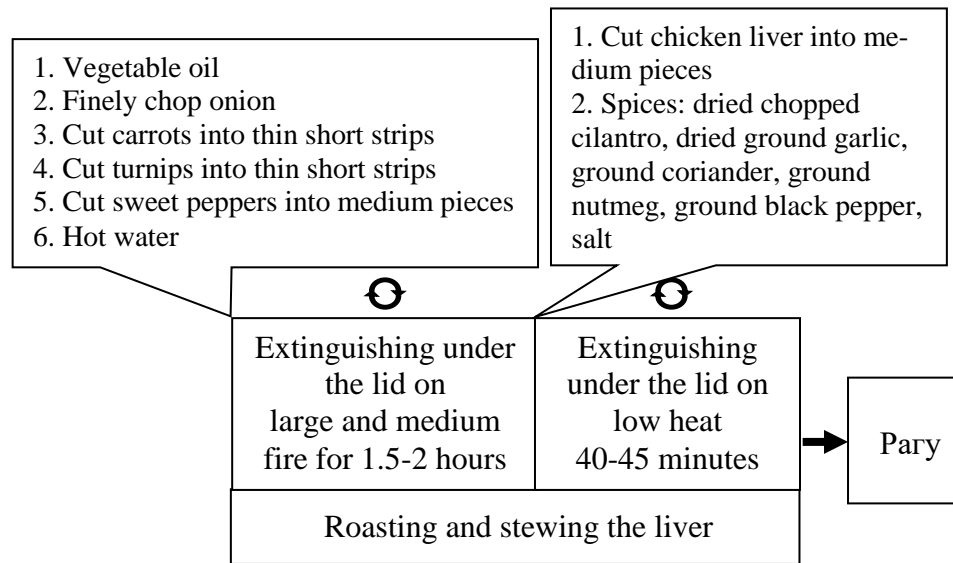 1. Vegetable oil
2. Finely chop onion
3. Cut carrots into thin short strips
4. Cut turnips into thin short strips
5. Cut sweet peppers into medium pieces
6. Hot water
1. Cut chicken liver into me-
dium pieces
2. Spices: dried chopped
cilantro, dried ground garlic,
ground coriander, ground
nutmeg, ground black pepper,
salt
Extinguishing under
the lid on
large and medium
fire for 1.5-2 hours
Extinguishing
under the lid on
low heat
40-45 minutes
Рагу
Roasting and stewing the liver